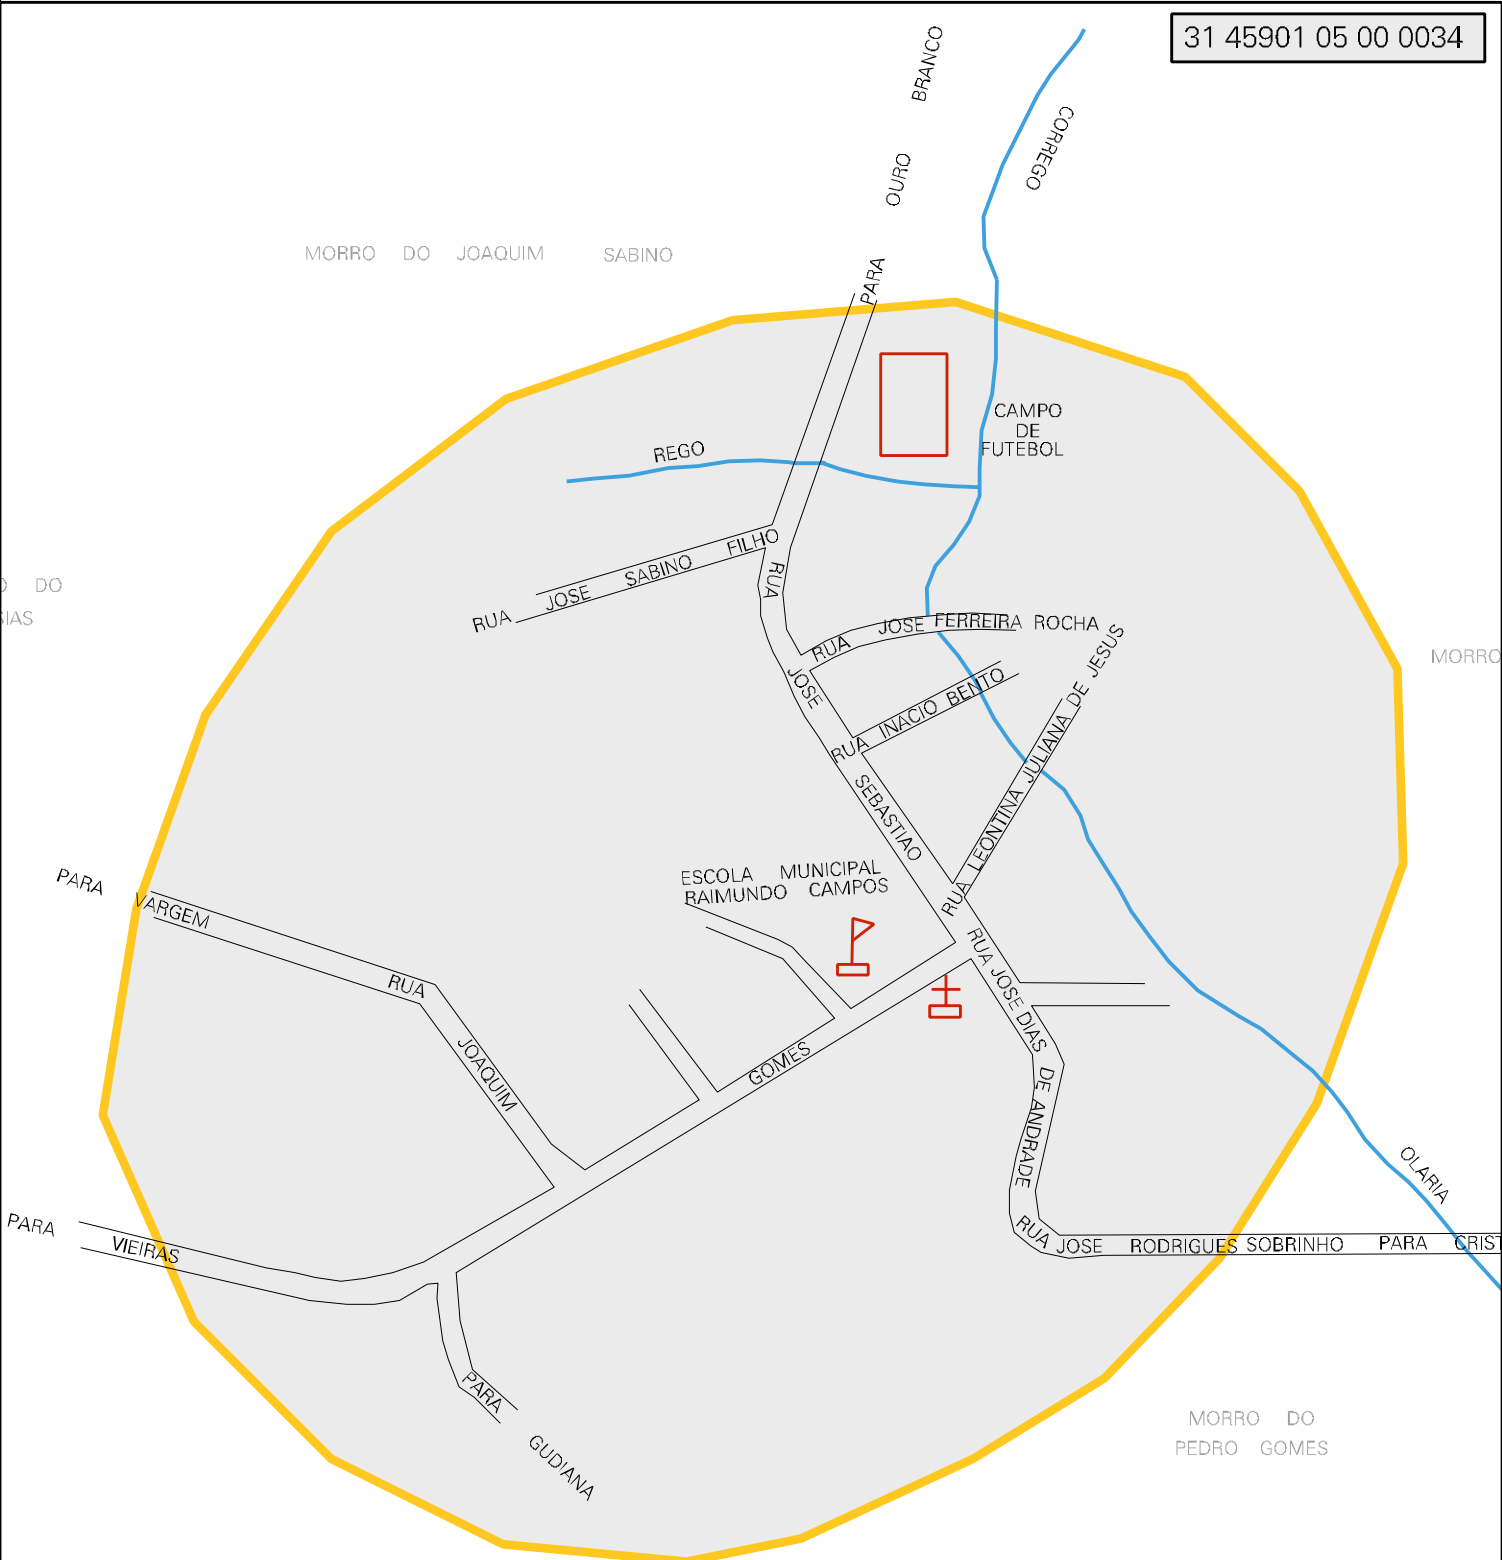 31 45901 05 00 0034
PARA OURO BRANCO
CORREGO
MORRO DO JOAQUIM SABINO
CAMPO
DE
FUTEBOL
REGO
RUA JOSE SABINO FILHO
DO
RUA JOSE SEBASTIAO
RUA JOSE FERREIRA ROCHA
RUA INACIO BENTO
RUA LEONTINA JULIANA DE JESUS
MORRO
ESCOLA MUNICIPAL
RAIMUNDO CAMPOS
PARA VARGEM
RUA JOAQUIM GOMES
RUA JOSE DIAS DE ANDRADE
OLARIA
PARA VIEIRAS
RUA JOSE RODRIGUES SOBRINHO PARA
PARA GUDIANA
MORRO DO
PEDRO GOMES